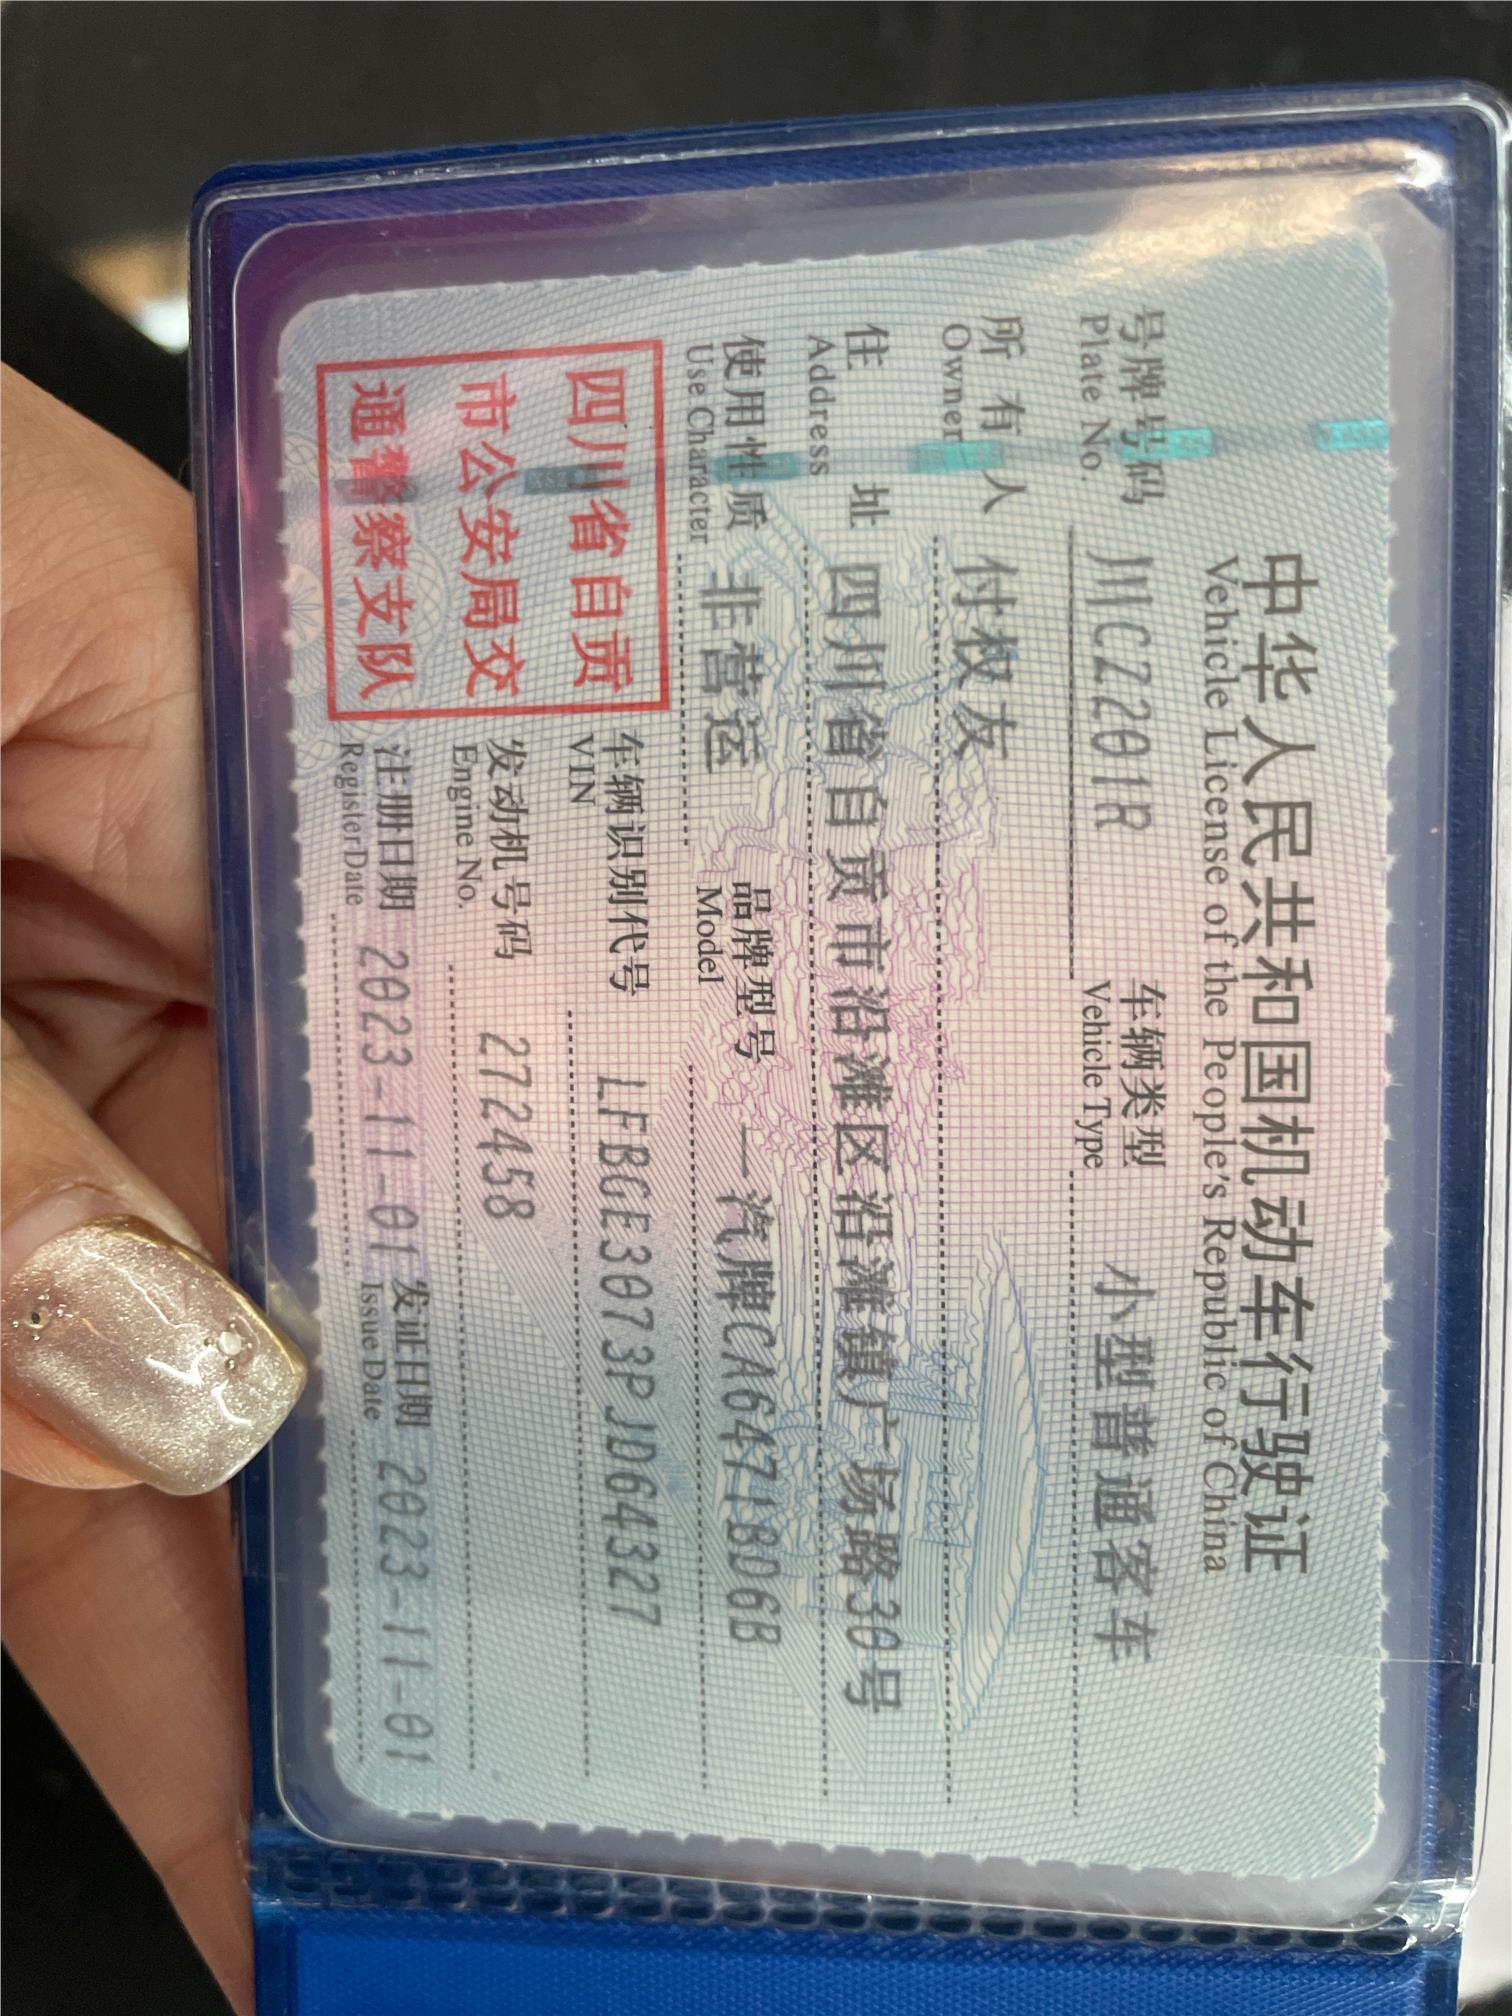 中华人民共和国机动车行驶证
Vehicle License of the People's Republic of China
号牌号码 川CZ201R 车辆类型 小型普通客车
Plate No. Vehicle Type
所有人 付权友
Owner
住址 四川省自贡市沿滩区沿滩镇广场路30号
Address
使用性质 非营运 品牌型号 一汽牌CA6471BD6B
Use Character Model
四川省自贡
市公安局交
通警察支队
车辆识别代号 LFBGE3073PJD64327
VIN
发动机号码 272458
Engine No.
注册日期 2023-11-01 发证日期 2023-11-01
Register Date Issue Date